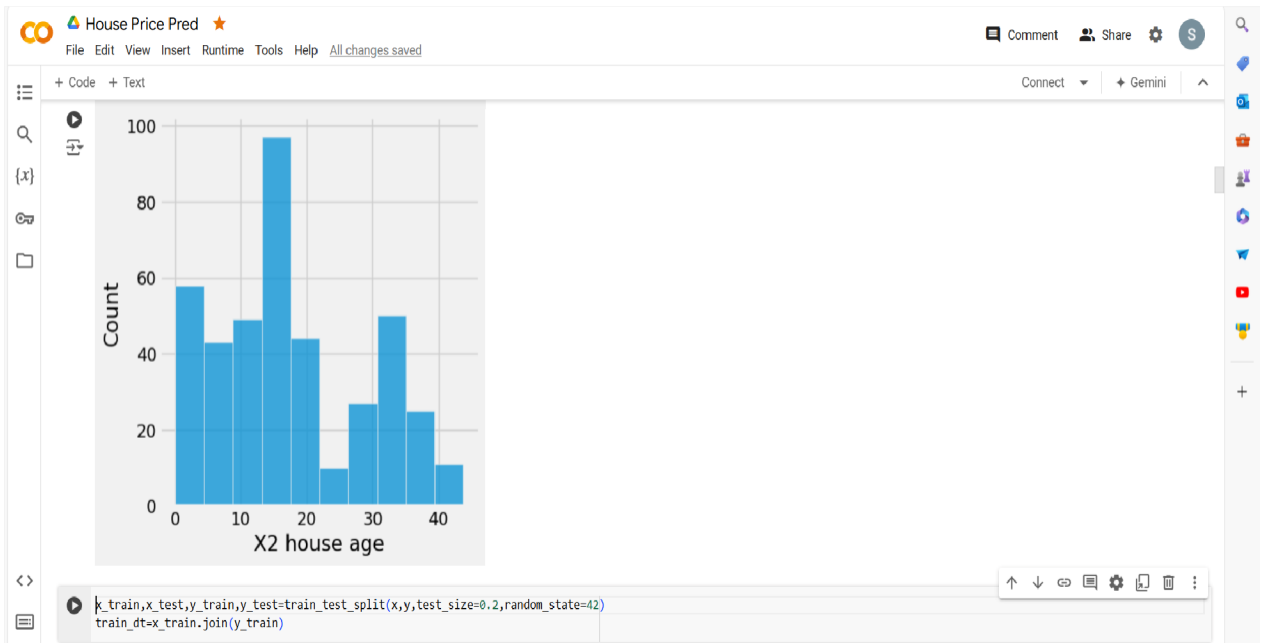 House Price Pred
File Edit View Insert Runtime Tools Help All changes saved
Comment Share S
+ Code + Text
Connect Gemini
{x}
100
80
60
40
20
0
Count
0 10 20 30 40
X2 house age
x_train,x_test,y_train,y_test=train_test_split(x,y,test_size=0.2,random_state=42)
train_dt=x_train.join(y_train)